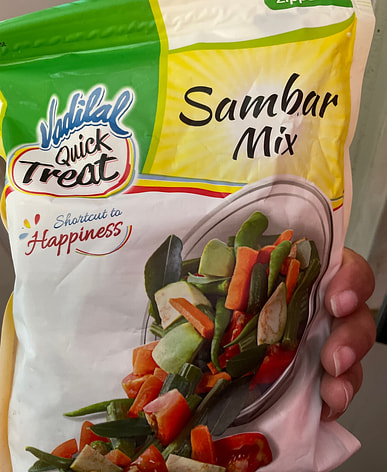 Vadilal
Quick
Treat
Shortcut to
Happiness
Sambar
Mix